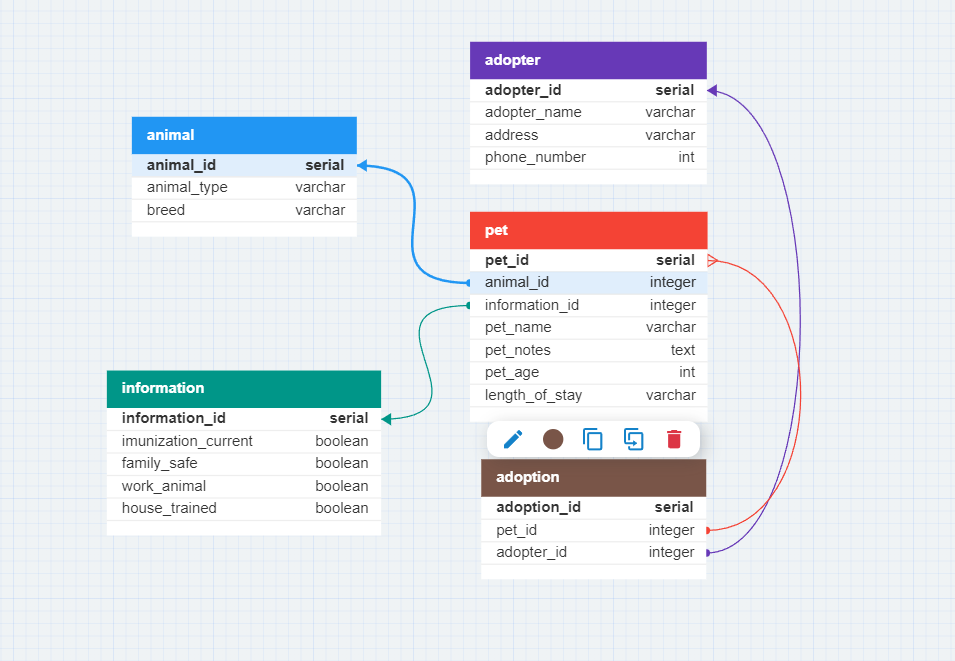 adopter
adopter_id serial
adopter_name varchar
address varchar
phone_number int
animal
animal_id serial
animal_type varchar
breed varchar
pet
pet_id serial
animal_id integer
information_id integer
pet_name varchar
pet_notes text
pet_age int
length_of_stay varchar
information
information_id serial
imunization_current boolean
family_safe boolean
work_animal boolean
house_trained boolean
adoption
adoption_id serial
pet_id integer
adopter_id integer